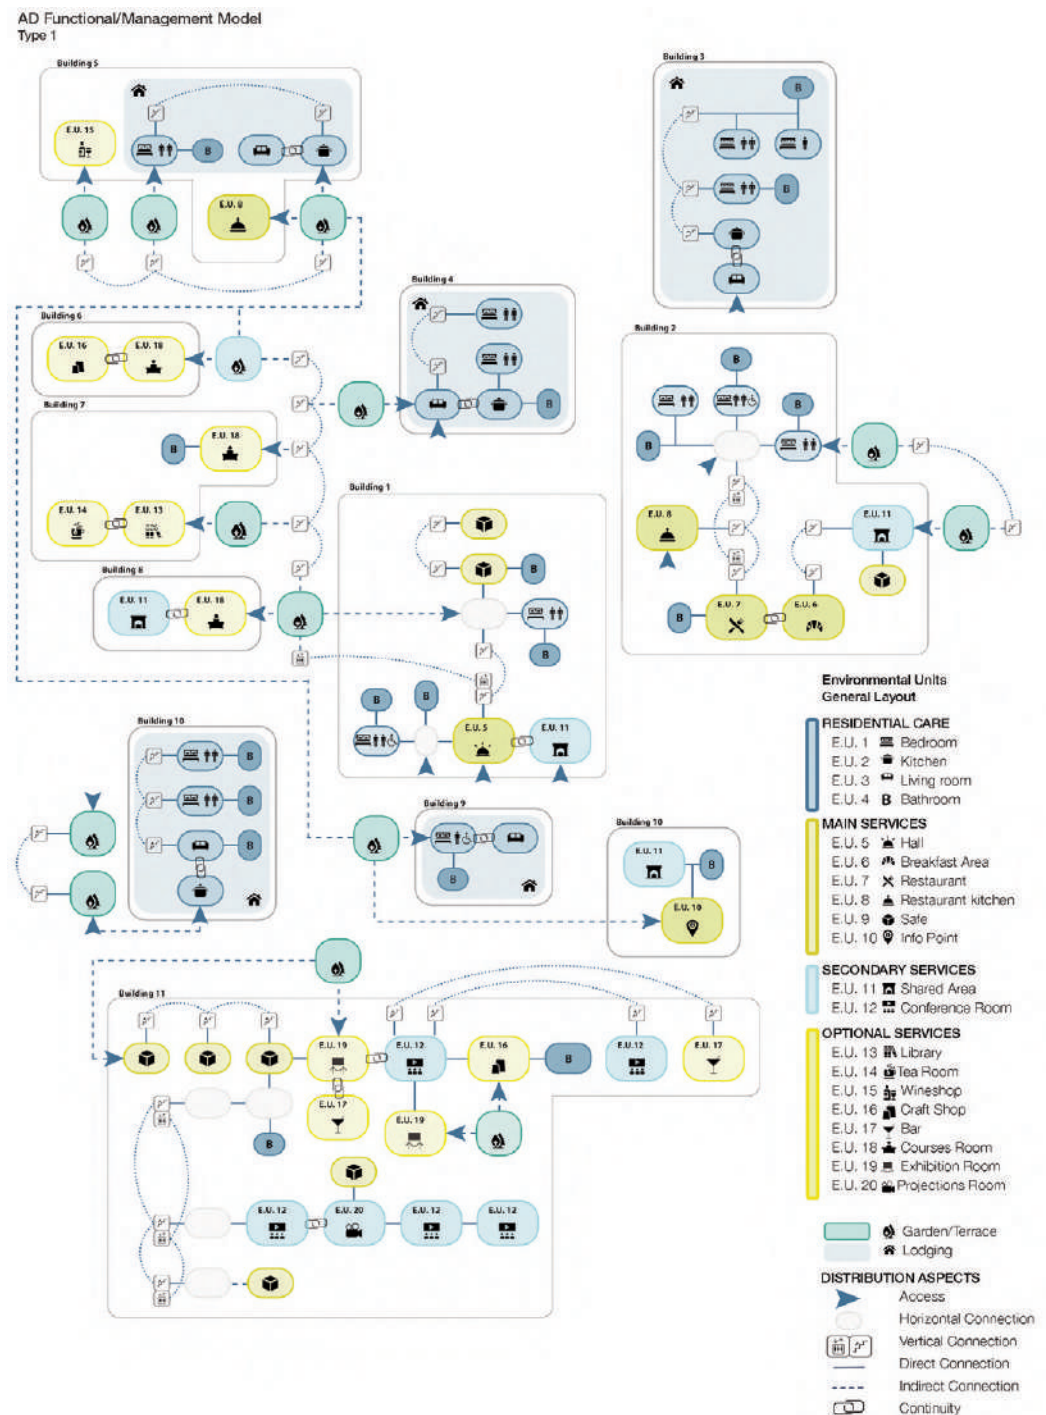 AD Functional/Management Model
Type 1
Building 5
E.U. 15
B
E.U. 8
Building 3
B
B
Building 4
B
Building 6
E.U. 16
E.U. 18
Building 7
B
E.U. 18
E.U. 14
E.U. 13
Building 8
E.U. 11
E.U. 18
Building 2
B
B
B
E.U. 8
E.U. 11
B
E.U. 7
E.U. 6
Building 1
B
B
B
B
E.U. 5
E.U. 11
Building 10
B
B
B
Building 9
B
Building 10
E.U. 11
B
E.U. 10
Building 11
E.U. 19
E.U. 12
E.U. 16
B
E.U. 12
E.U. 17
E.U. 17
E.U. 19
B
E.U. 12
E.U. 20
E.U. 12
E.U. 12
Environmental Units
General Layout
RESIDENTIAL CARE
E.U. 1 Bedroom
E.U. 2 Kitchen
E.U. 3 Living room
E.U. 4 B Bathroom
MAIN SERVICES
E.U. 5 Hall
E.U. 6 Breakfast Area
E.U. 7 Restaurant
E.U. 8 Restaurant kitchen
E.U. 9 Safe
E.U. 10 Info Point
SECONDARY SERVICES
E.U. 11 Shared Area
E.U. 12 Conference Room
OPTIONAL SERVICES
E.U. 13 Library
E.U. 14 Tea Room
E.U. 15 Wineshop
E.U. 16 Craft Shop
E.U. 17 Bar
E.U. 18 Courses Room
E.U. 19 Exhibition Room
E.U. 20 Projections Room
Garden/Terrace
Lodging
DISTRIBUTION ASPECTS
Access
Horizontal Connection
Vertical Connection
Direct Connection
Indirect Connection
Continuity